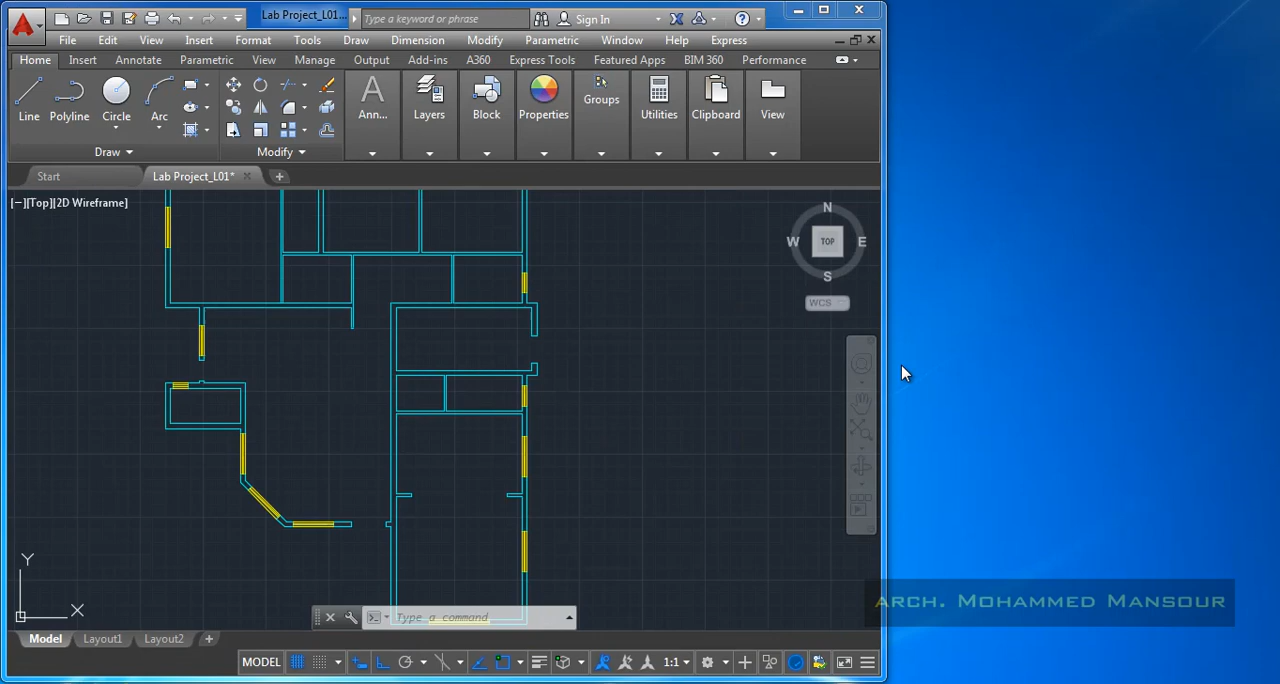 Lab Project_L01...
Type a keyword or phrase
Sign In
File Edit View Insert Format Tools Draw Dimension Modify Parametric Window Help Express
Home Insert Annotate Parametric View Manage Output Add-ins A360 Express Tools Featured Apps BIM 360 Performance
Line Polyline Circle Arc
Ann... Layers Block Properties Groups Utilities Clipboard View
Draw Modify
Start Lab Project_L01*
[−][Top][2D Wireframe]
N
W TOP E
S
WCS
Y
X
Type a command
ARCH. MOHAMMED MANSOUR
Model Layout1 Layout2
MODEL 1:1